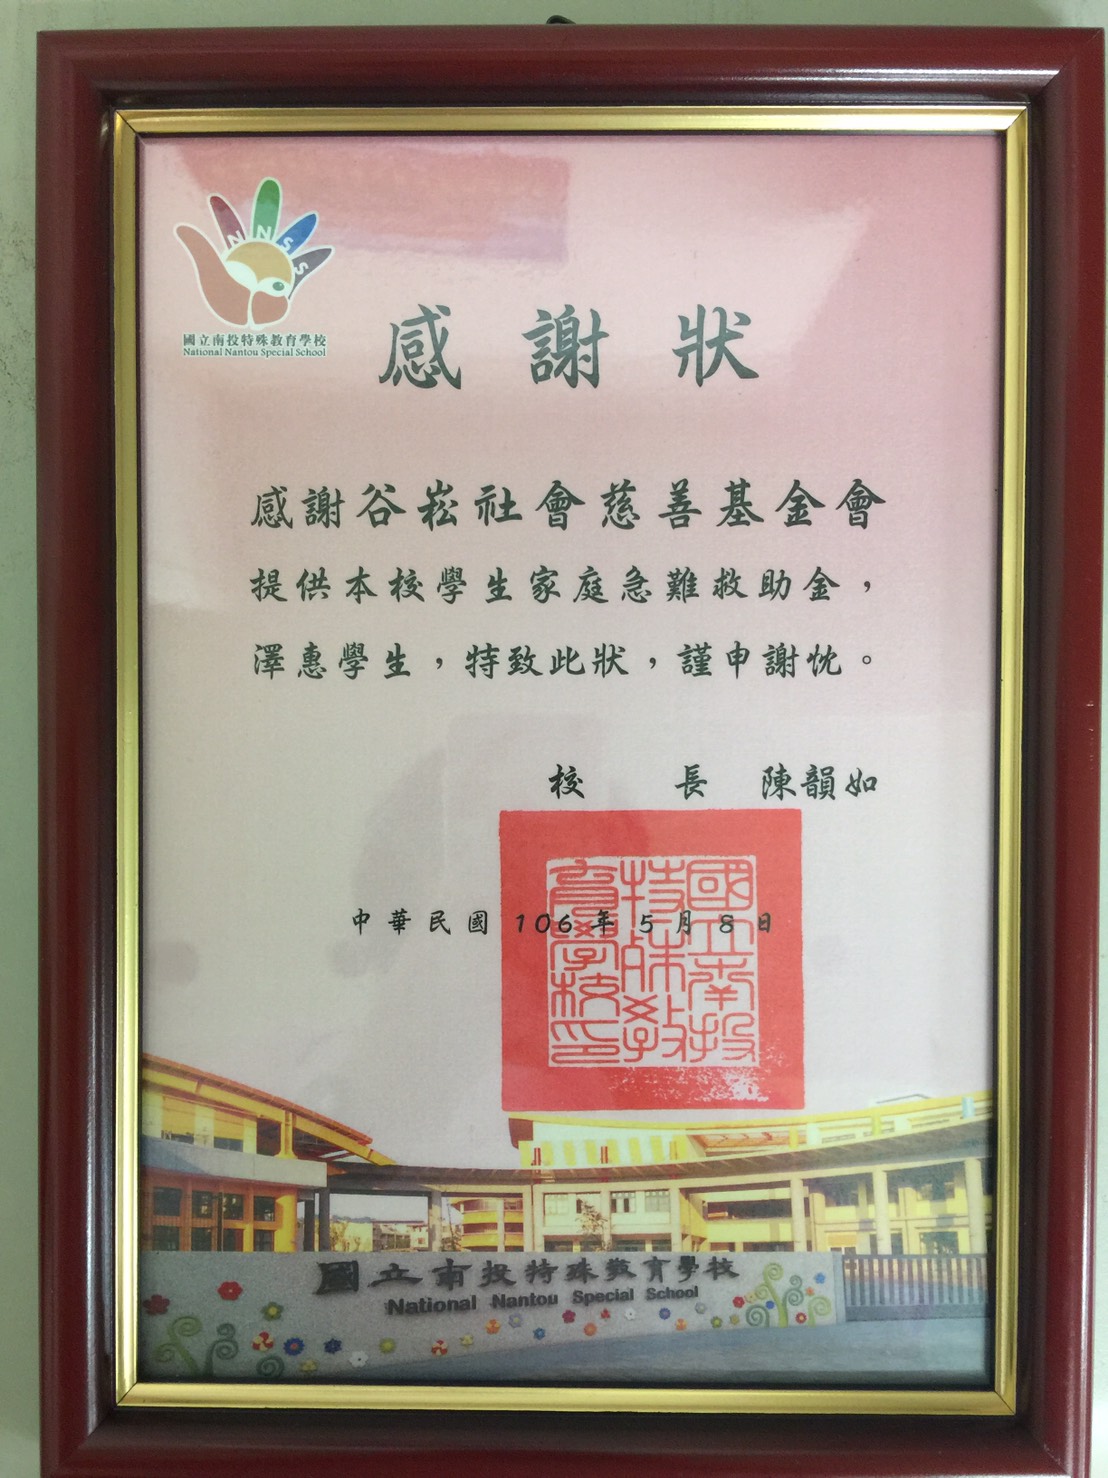 NNSS
國立南投特殊教育學校
National Nantou Special School
感謝狀
感謝谷崧社會慈善基金會
提供本校學生家庭急難救助金，
澤惠學生，特致此狀，謹申謝忱。
校長 陳韻如
中華民國 106 年 5 月 8 日
國立南投
特殊教
育學校印
國立南投特殊教育學校
National Nantou Special School